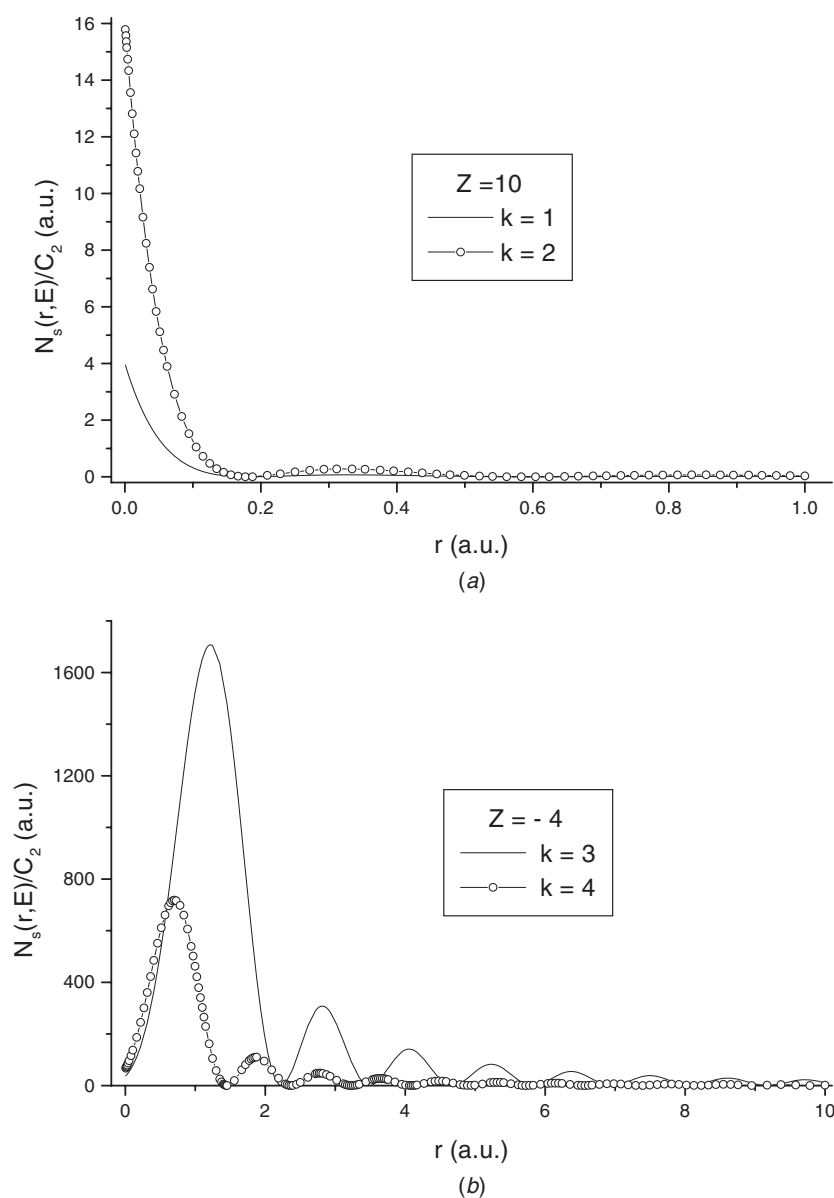 16
14
12
10
8
6
4
2
0
N_s(r,E)/C_2 (a.u.)
Z =10
k = 1
k = 2
0.0 0.2 0.4 0.6 0.8 1.0
r (a.u.)
(a)
1600
1200
800
400
0
N_s(r,E)/C_2 (a.u.)
Z = - 4
k = 3
k = 4
0 2 4 6 8 10
r (a.u.)
(b)